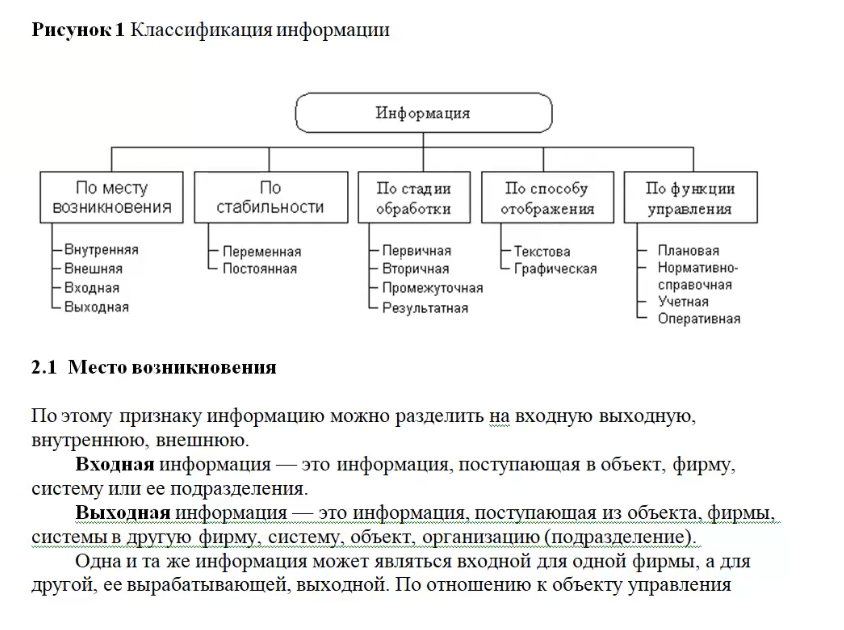 Рисунок 1 Классификация информации
Информация
По месту
возникновения
По
стабильности
По стадии
обработки
По способу
отображения
По функции
управления
Внутренняя
Внешняя
Входная
Выходная
Переменная
Постоянная
Первичная
Вторичная
Промежуточная
Результатная
Текстова
Графическая
Плановая
Нормативно-
справочная
Учетная
Оперативная
2.1 Место возникновения
По этому признаку информацию можно разделить на входную выходную,
внутреннюю, внешнюю.
Входная информация — это информация, поступающая в объект, фирму,
систему или ее подразделения.
Выходная информация — это информация, поступающая из объекта, фирмы,
системы в другую фирму, систему, объект, организацию (подразделение).
Одна и та же информация может являться входной для одной фирмы, а для
другой, ее вырабатывающей, выходной. По отношению к объекту управления